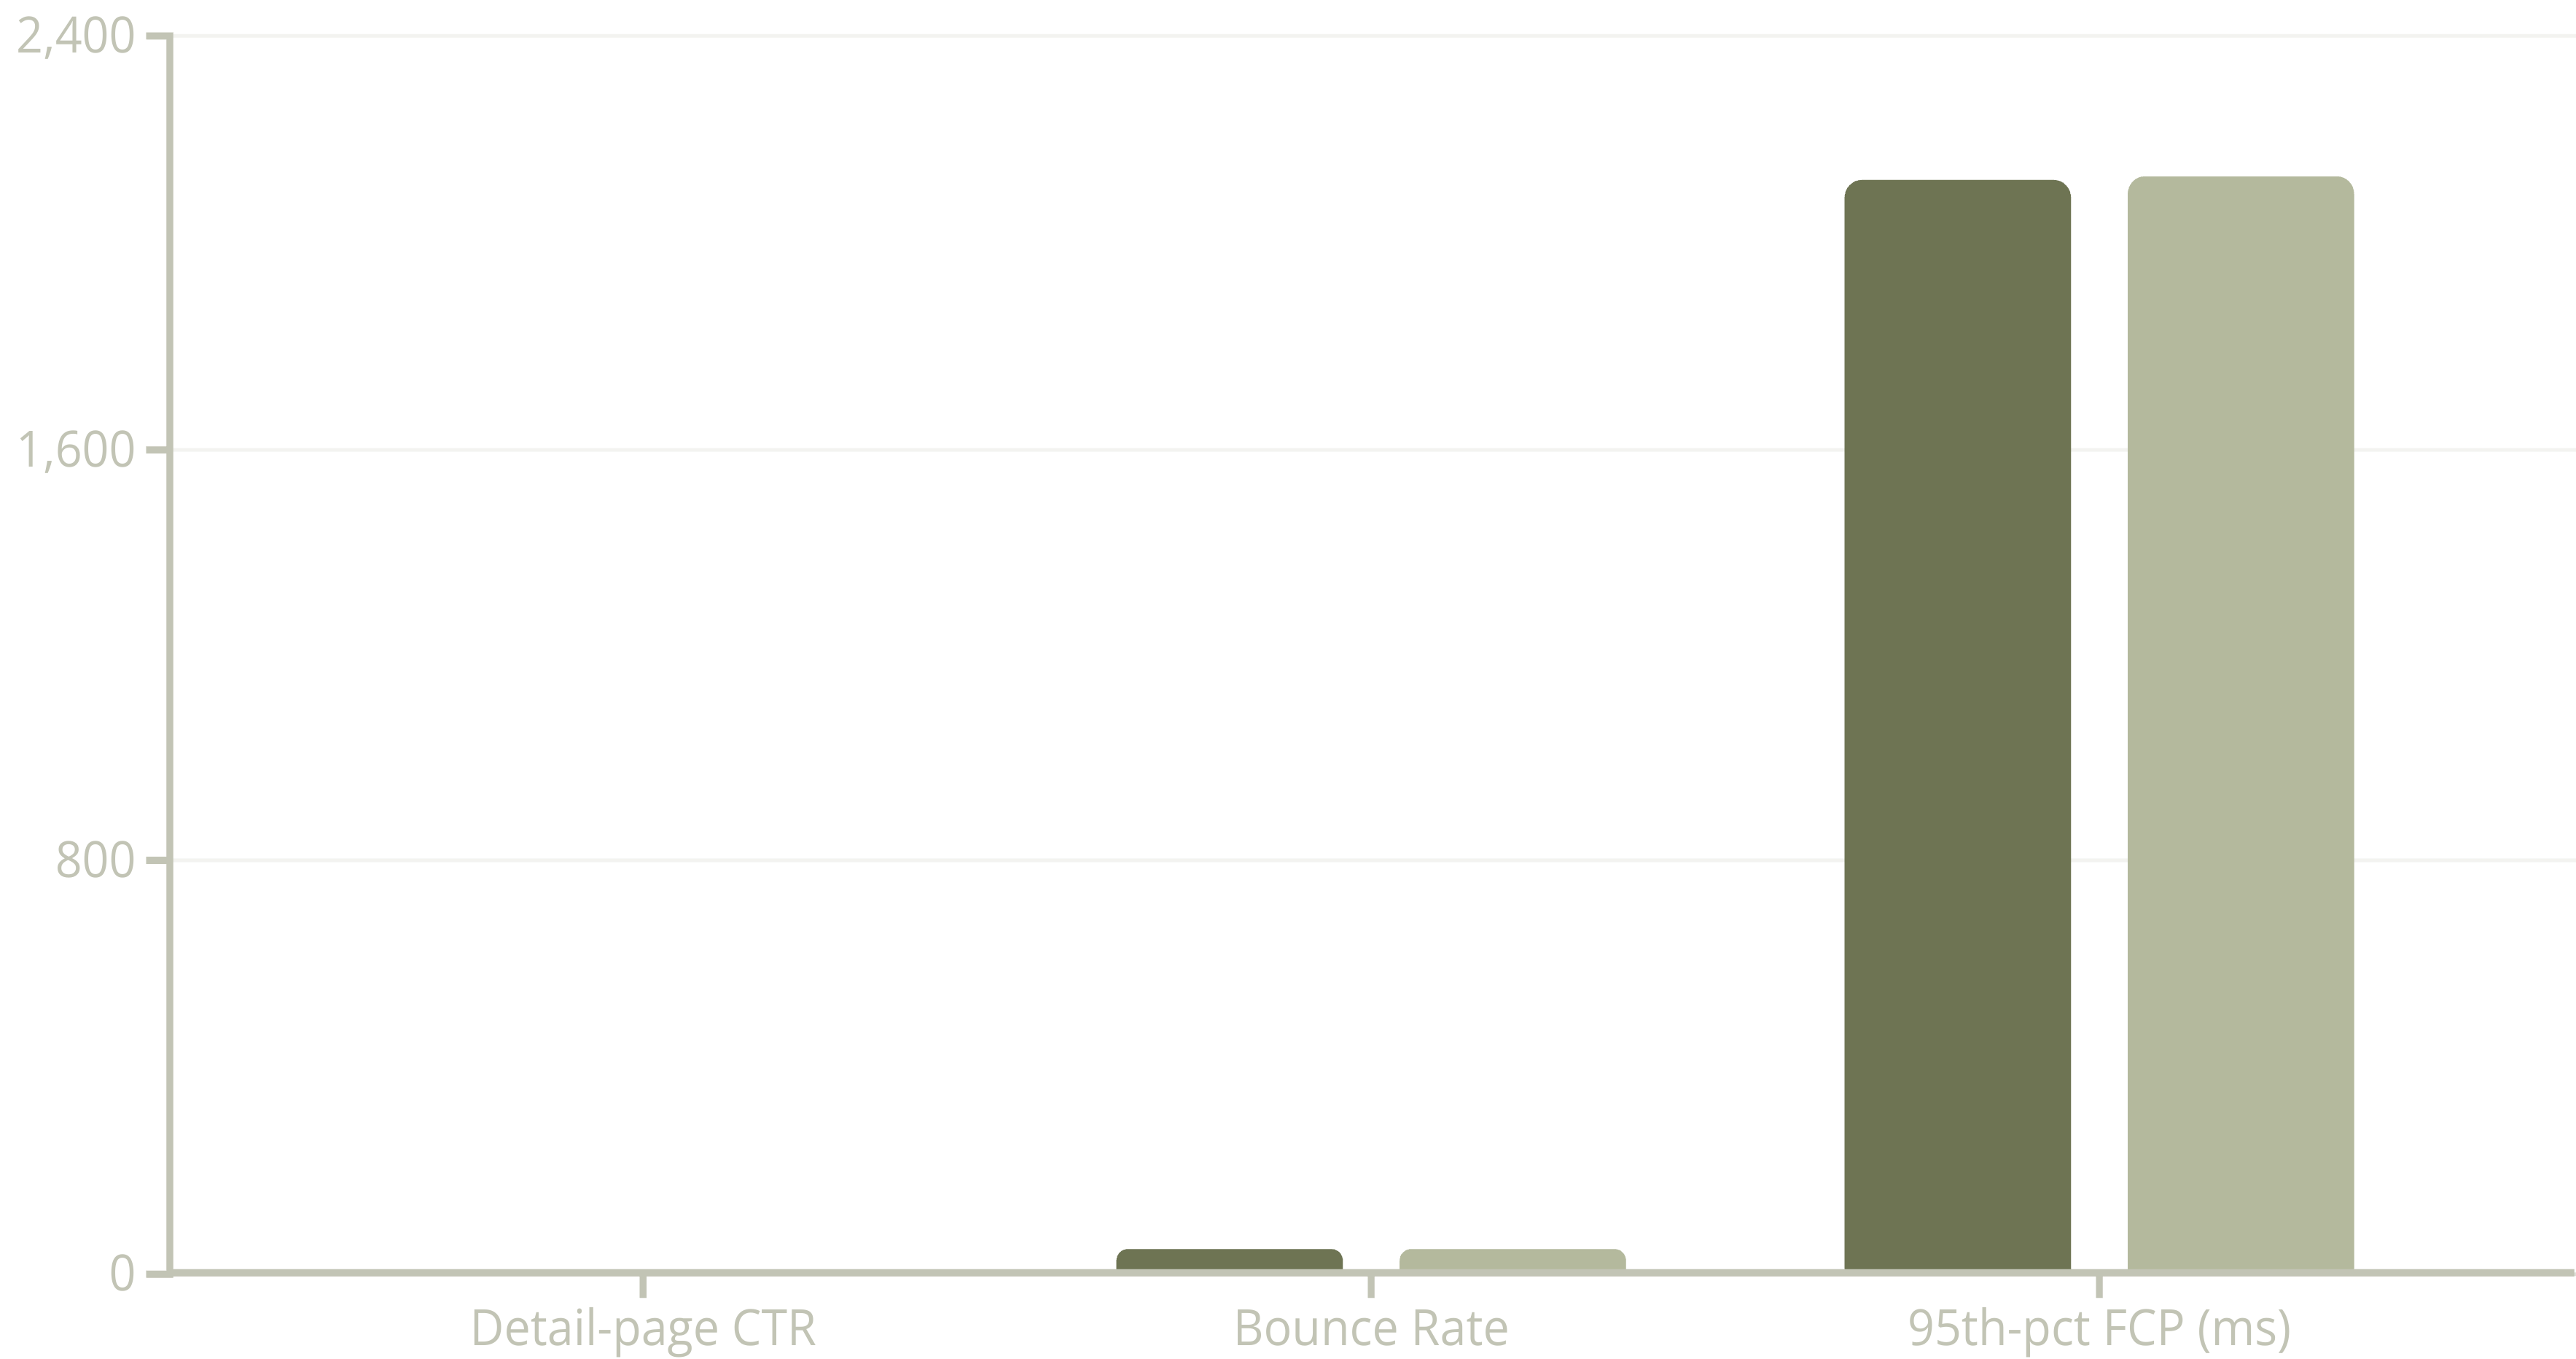 2,400
1,600
800
0
Detail-page CTR
Bounce Rate
95th-pct FCP (ms)